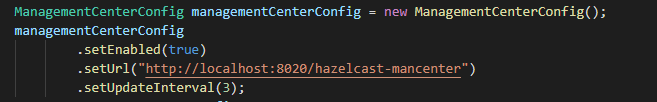 ManagementCenterConfig managementCenterConfig = new ManagementCenterConfig();
managementCenterConfig
        .setEnabled(true)
        .setUrl("http://localhost:8020/hazelcast-mancenter")
        .setUpdateInterval(3);